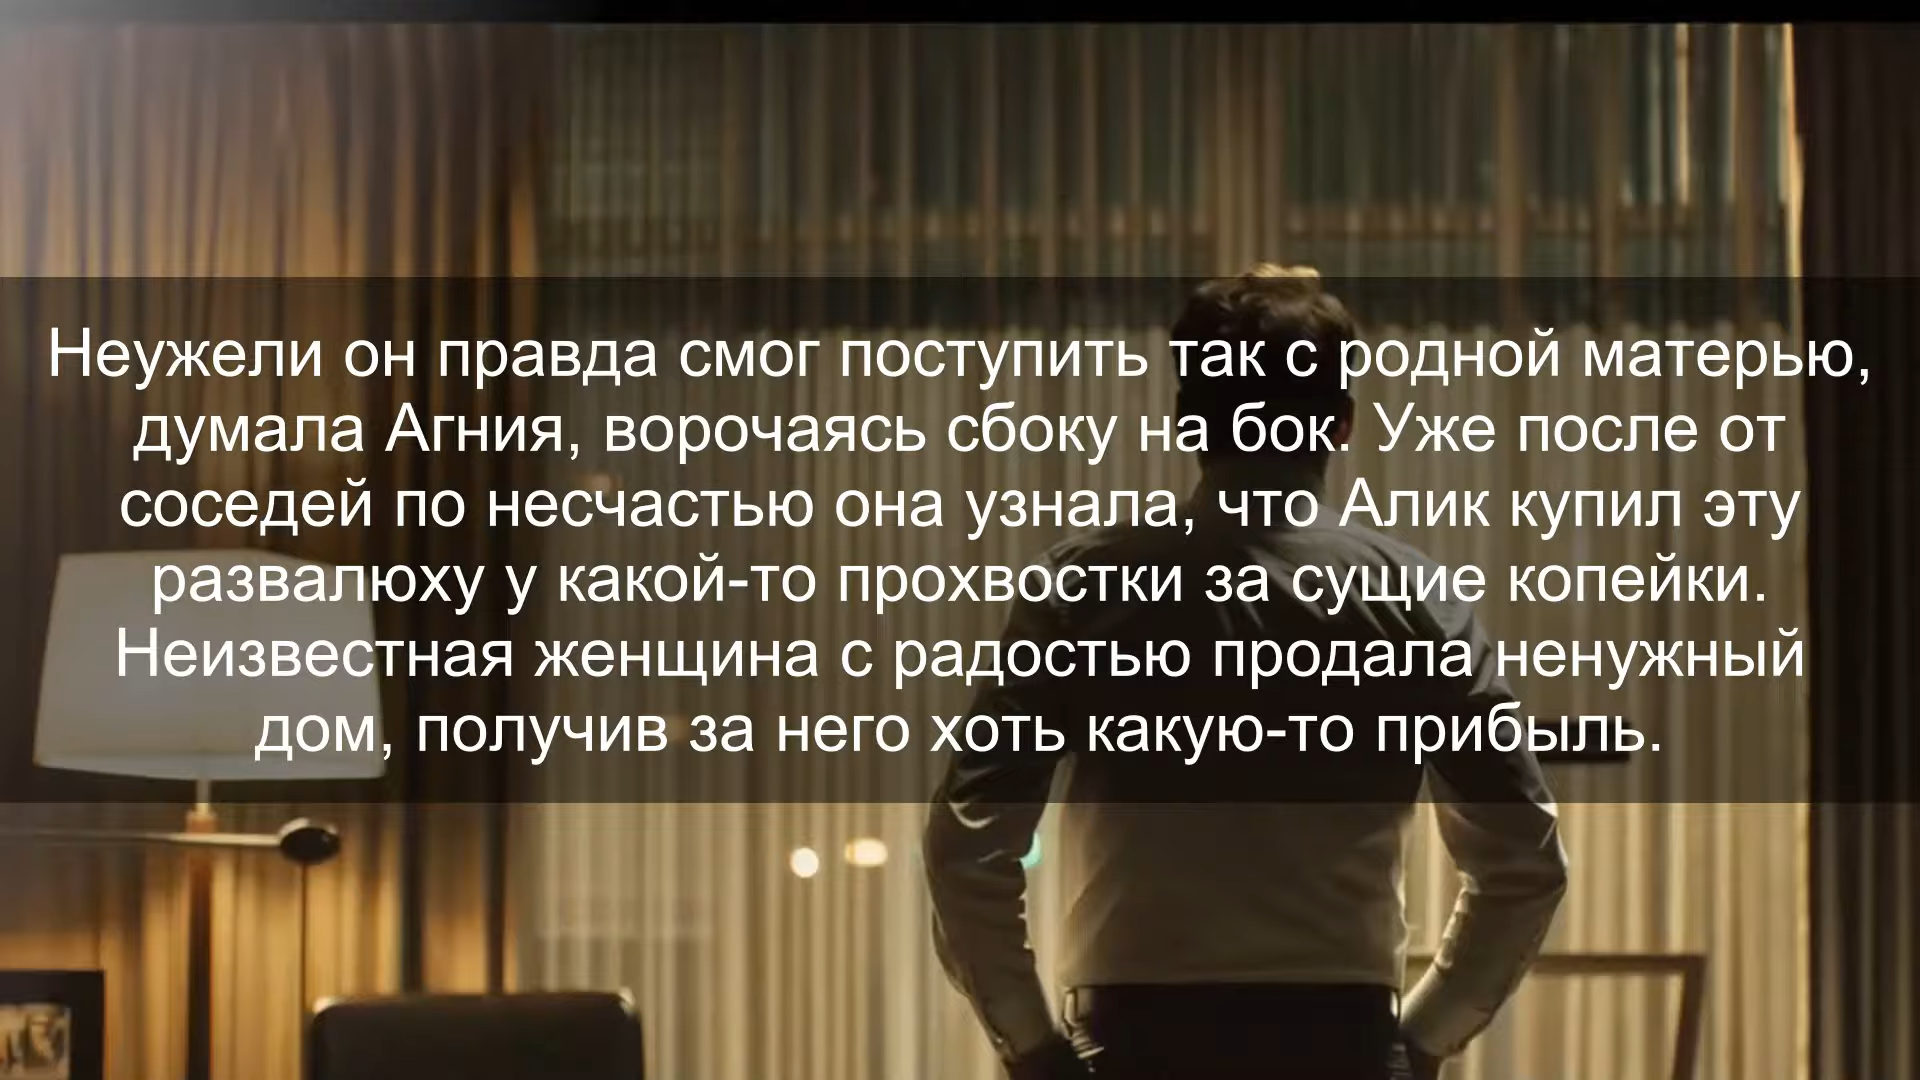 Неужели он правда смог поступить так с родной матерью,
думала Агния, ворочаясь сбоку на бок. Уже после от
соседей по несчастью она узнала, что Алик купил эту
развалюху у какой-то прохвостки за сущие копейки.
Неизвестная женщина с радостью продала ненужный
дом, получив за него хоть какую-то прибыль.